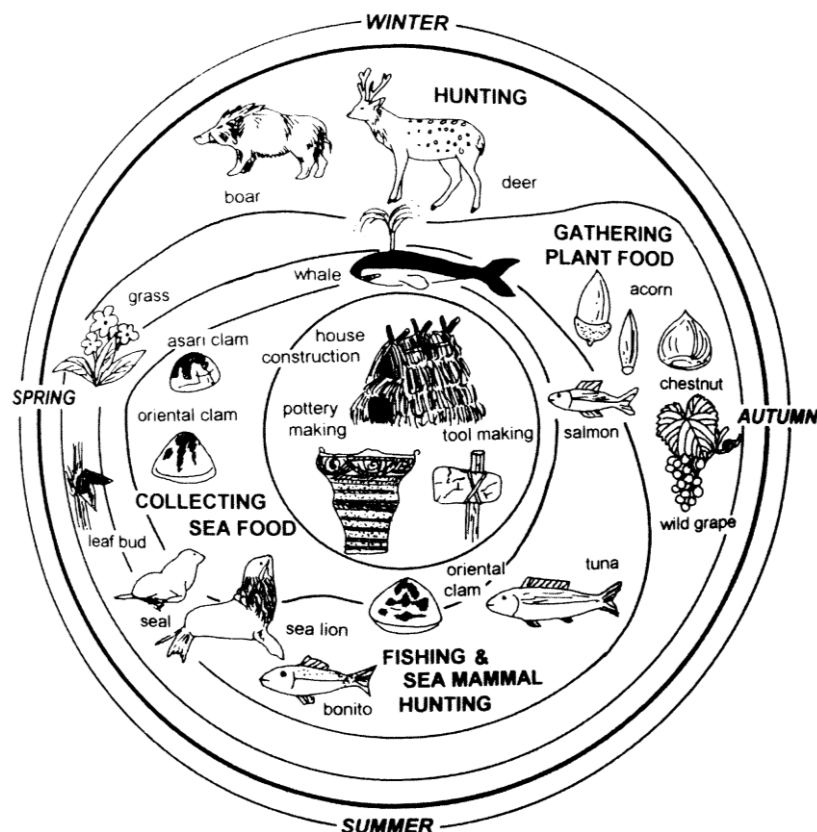 WINTER
HUNTING
boar
deer
GATHERING
PLANT FOOD
whale
acorn
grass
asari clam
house
construction
chestnut
SPRING
oriental clam
pottery
making
tool making
salmon
AUTUMN
COLLECTING
SEA FOOD
wild grape
leaf bud
oriental
clam
tuna
seal
sea lion
FISHING &
SEA MAMMAL
HUNTING
bonito
SUMMER